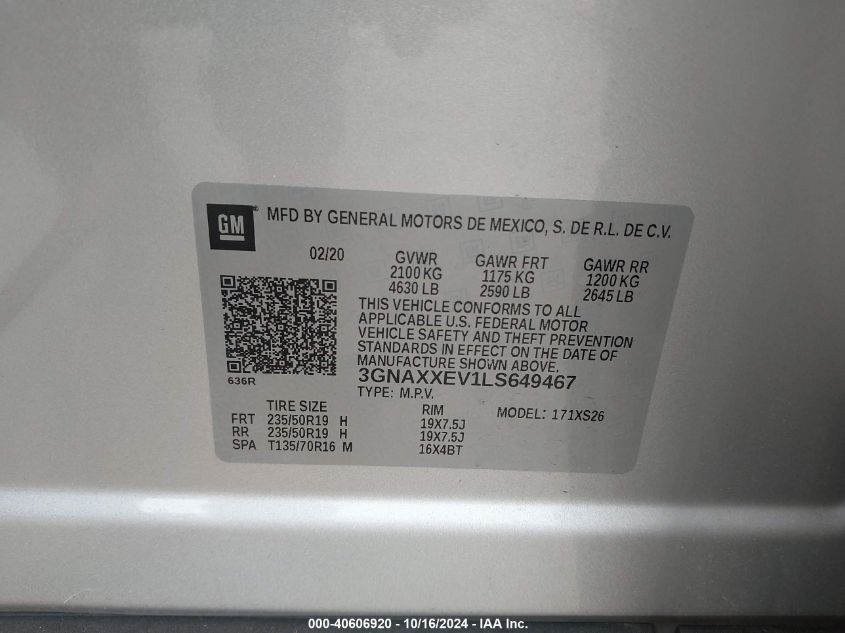 GM® MFD BY GENERAL MOTORS DE MEXICO, S. DE R.L. DE C.V.
02/20 GVWR GAWR FRT GAWR RR
2100 KG 1175 KG 1200 KG
4630 LB 2590 LB 2645 LB
THIS VEHICLE CONFORMS TO ALL
APPLICABLE U.S. FEDERAL MOTOR
VEHICLE SAFETY AND THEFT PREVENTION
STANDARDS IN EFFECT ON THE DATE OF
MANUFACTURE SHOWN ABOVE.
636R 3GNAXXEV1LS649467
TYPE: M.P.V.
TIRE SIZE RIM MODEL: 171XS26
FRT 235/50R19 H 19X7.5J
RR 235/50R19 H 19X7.5J
SPA T135/70R16 M 16X4BT
000-40606920 - 10/16/2024 - IAA Inc.